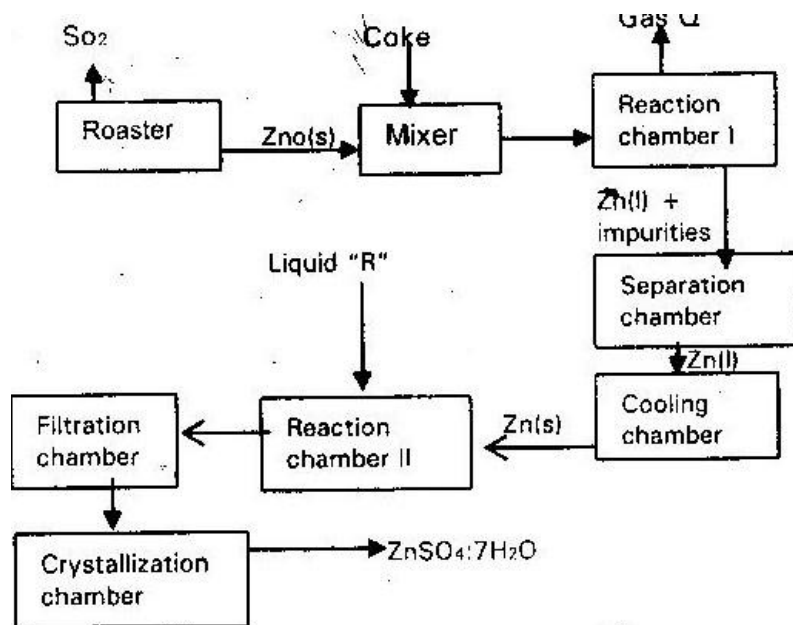 So₂
Coke
Gas Q
Roaster
Zno(s)
Mixer
Reaction
chamber I
Zn(l) +
impurities
Liquid "R"
Separation
chamber
Zn(l)
Filtration
chamber
Reaction
chamber II
Zn(s)
Cooling
chamber
Crystallization
chamber
ZnSO₄:7H₂O